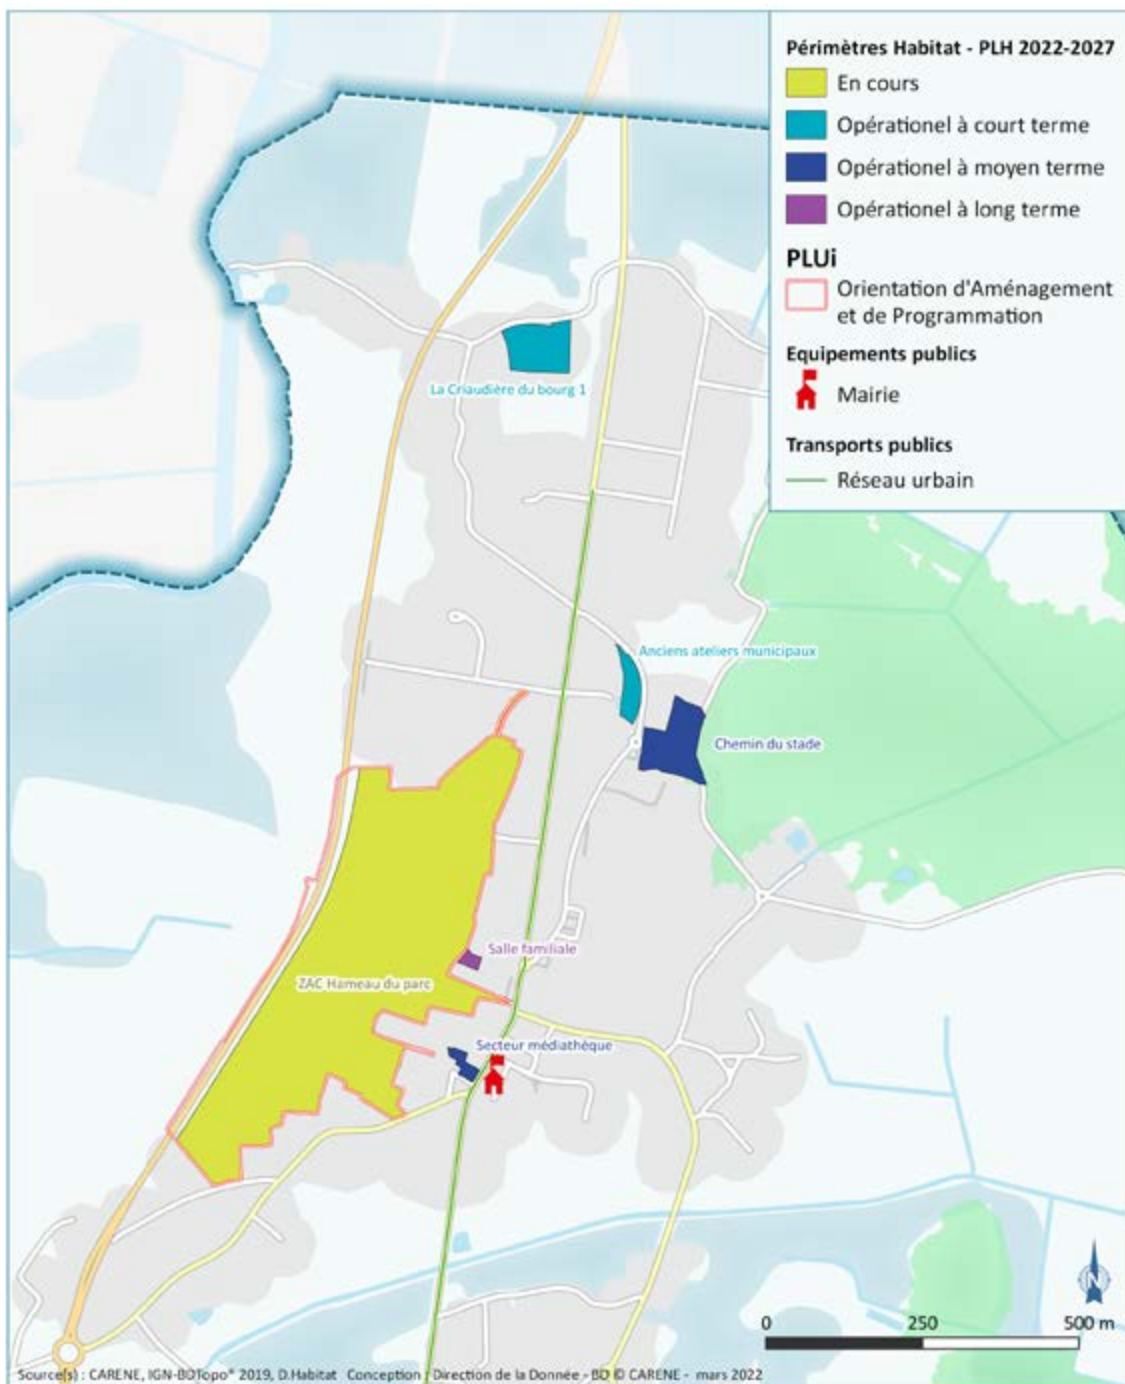 Périmètres Habitat - PLH 2022-2027
En cours
Opérationel à court terme
Opérationel à moyen terme
Opérationel à long terme
PLUi
Orientation d'Aménagement
et de Programmation
Equipements publics
Mairie
Transports publics
Réseau urbain
La Criaudière du bourg 1
Anciens ateliers municipaux
Chemin du stade
Salle familiale
ZAC Hameau du parc
Secteur médiathèque
N
0 250 500 m
Source(s) : CARENE, IGN-BDTopo® 2019, D.Habitat Conception : Direction de la Donnée - BD © CARENE - mars 2022